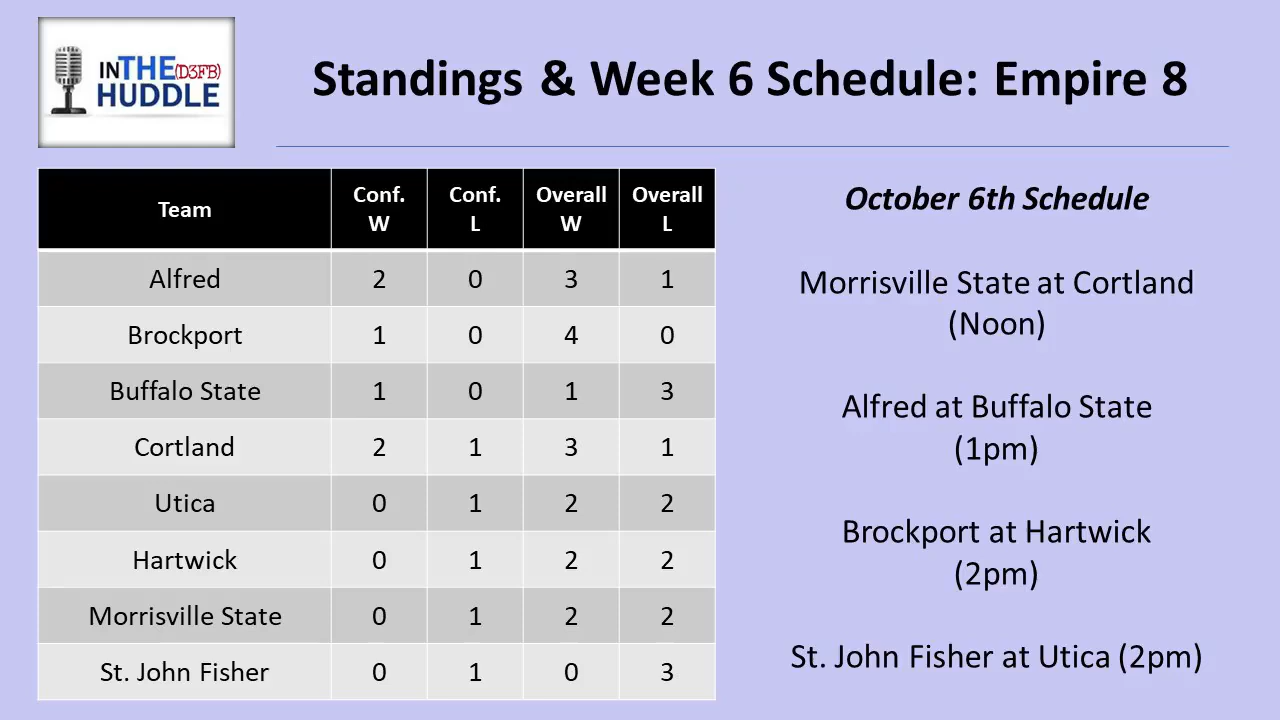 INTHE(D3FB)
HUDDLE
Standings & Week 6 Schedule: Empire 8
Team Conf. W Conf. L Overall W Overall L
Alfred 2 0 3 1
Brockport 1 0 4 0
Buffalo State 1 0 1 3
Cortland 2 1 3 1
Utica 0 1 2 2
Hartwick 0 1 2 2
Morrisville State 0 1 2 2
St. John Fisher 0 1 0 3
October 6th Schedule
Morrisville State at Cortland
(Noon)
Alfred at Buffalo State
(1pm)
Brockport at Hartwick
(2pm)
St. John Fisher at Utica (2pm)